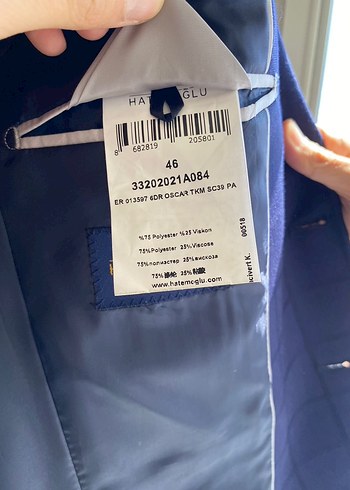 HATEMOGLU
8 682819 205801
46
33202021A084
ER 013597 6DR OSCAR TKM SC39 PA
%75 Polyester %25 Viskon
75%Polyester 25%Viscose
75%полиэстер 25%вискоза
www.hatemoglu.com
00518